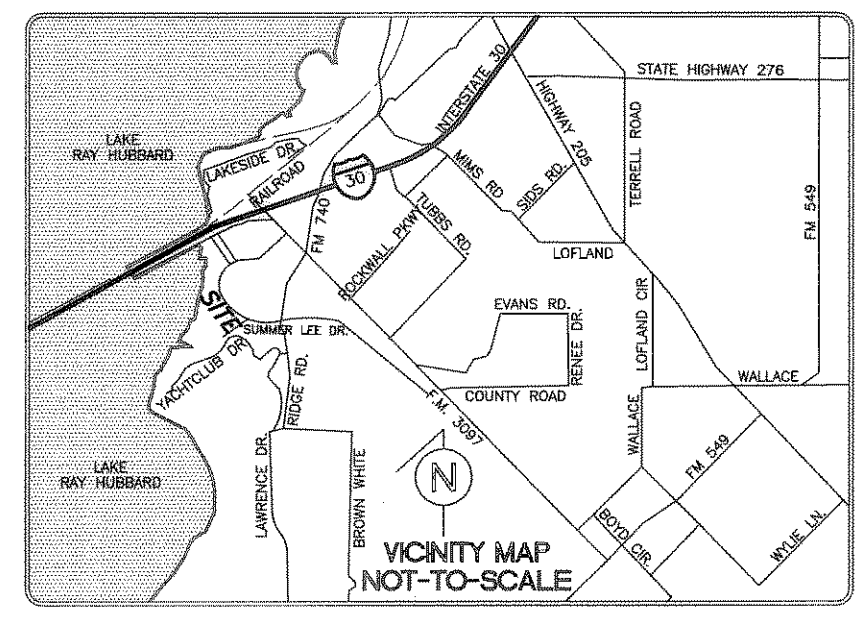 STATE HIGHWAY 276
INTERSTATE 30
HIGHWAY 205
TERRELL ROAD
LAKE
RAY HUBBARD
LAKESIDE DR.
RAILROAD
30
MIMS RD
SIDS RD.
FM 549
FM 740
ROCKWALL PKWY
TUBBS RD.
LOFLAND
SITE
SUMMER LEE DR.
EVANS RD.
RENEE DR.
LOFLAND CIR
YACHTCLUB DR
RIDGE RD.
COUNTY ROAD
WALLACE
F.M. 3097
WALLACE
LAKE
RAY HUBBARD
LAWRENCE DR.
BROWN WHITE
N
FM 549
BOYD CIR.
WYLIE LN.
VICINITY MAP
NOT-TO-SCALE